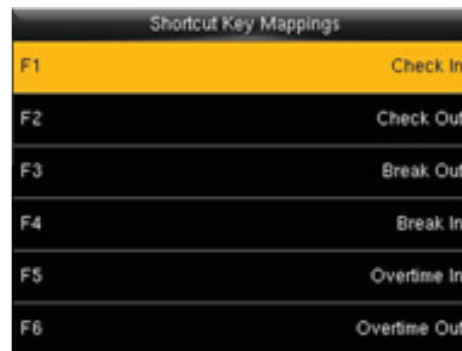 Shortcut Key Mappings
F1 Check In
F2 Check Out
F3 Break Out
F4 Break In
F5 Overtime In
F6 Overtime Out